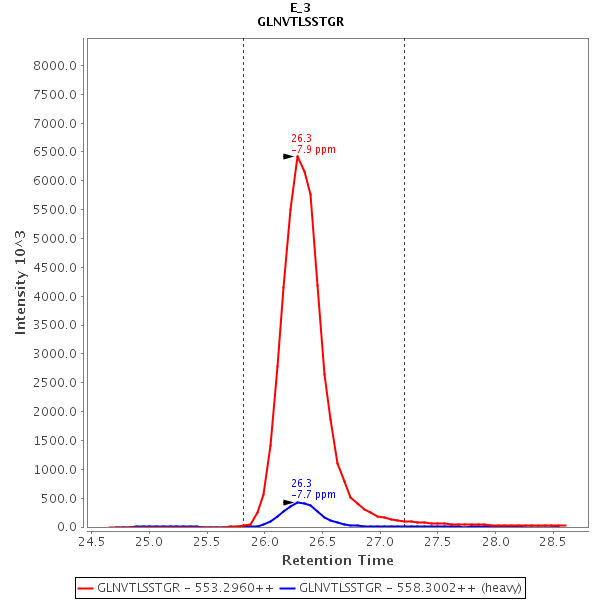 E_3
GLNVTLSSTGR
Intensity 10^3
8000.0
7500.0
7000.0
6500.0
6000.0
5500.0
5000.0
4500.0
4000.0
3500.0
3000.0
2500.0
2000.0
1500.0
1000.0
500.0
0.0
26.3
-7.9 ppm
26.3
-7.7 ppm
24.5 25.0 25.5 26.0 26.5 27.0 27.5 28.0 28.5
Retention Time
GLNVTLSSTGR - 553.2960++ GLNVTLSSTGR - 558.3002++ (heavy)